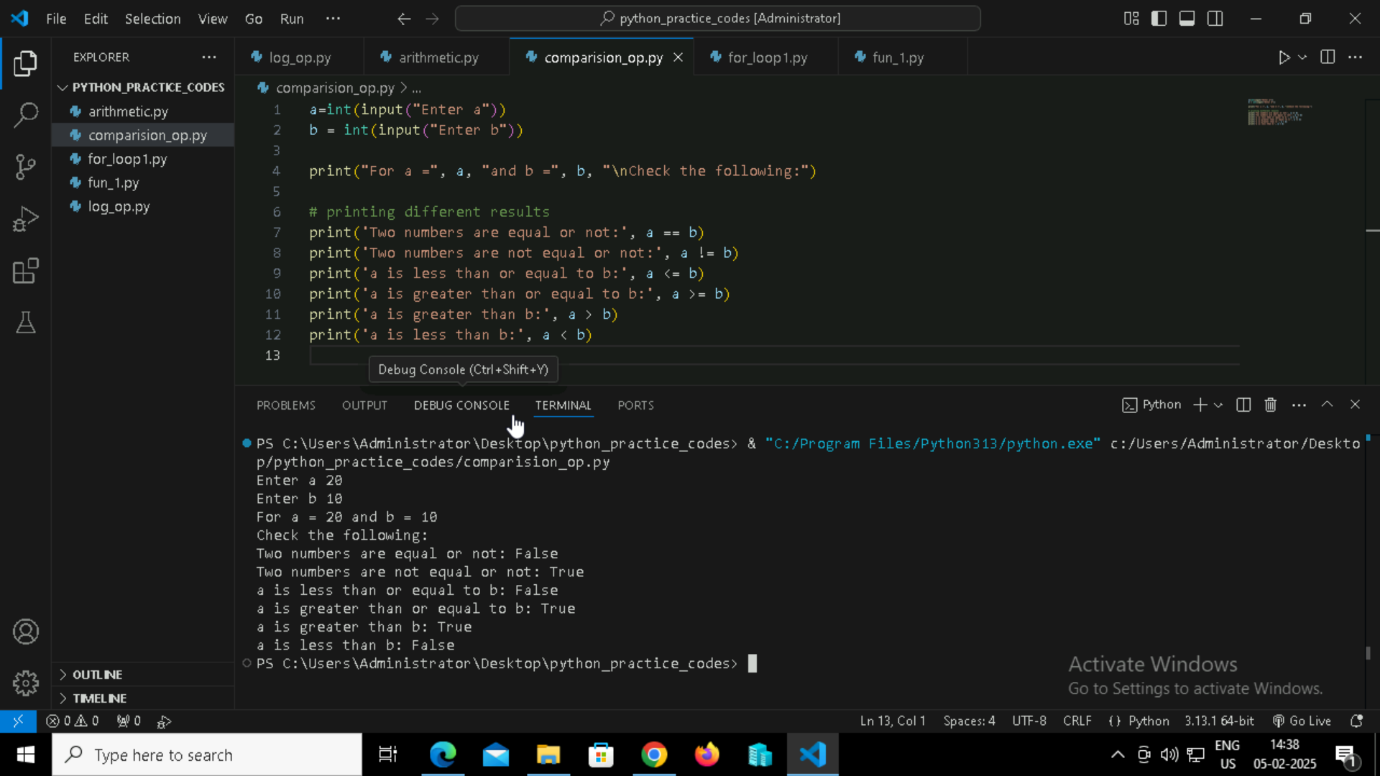 File Edit Selection View Go Run ···
python_practice_codes [Administrator]
EXPLORER ···
PYTHON_PRACTICE_CODES
arithmetic.py
comparision_op.py
for_loop1.py
fun_1.py
log_op.py
OUTLINE
TIMELINE
log_op.py arithmetic.py comparision_op.py for_loop1.py fun_1.py
comparision_op.py > ...
1 a=int(input("Enter a"))
2 b = int(input("Enter b"))
3
4 print("For a =", a, "and b =", b, "\nCheck the following:")
5
6 # printing different results
7 print('Two numbers are equal or not:', a == b)
8 print('Two numbers are not equal or not:', a != b)
9 print('a is less than or equal to b:', a <= b)
10 print('a is greater than or equal to b:', a >= b)
11 print('a is greater than b:', a > b)
12 print('a is less than b:', a < b)
13
Debug Console (Ctrl+Shift+Y)
PROBLEMS OUTPUT DEBUG CONSOLE TERMINAL PORTS Python
PS C:\Users\Administrator\Desktop\python_practice_codes> & "C:/Program Files/Python313/python.exe" c:/Users/Administrator/Deskto
p/python_practice_codes/comparision_op.py
Enter a 20
Enter b 10
For a = 20 and b = 10
Check the following:
Two numbers are equal or not: False
Two numbers are not equal or not: True
a is less than or equal to b: False
a is greater than or equal to b: True
a is greater than b: True
a is less than b: False
PS C:\Users\Administrator\Desktop\python_practice_codes>
Activate Windows
Go to Settings to activate Windows.
0 0 0 Ln 13, Col 1 Spaces: 4 UTF-8 CRLF {} Python 3.13.1 64-bit Go Live
Type here to search
ENG
US
14:38
05-02-2025
1